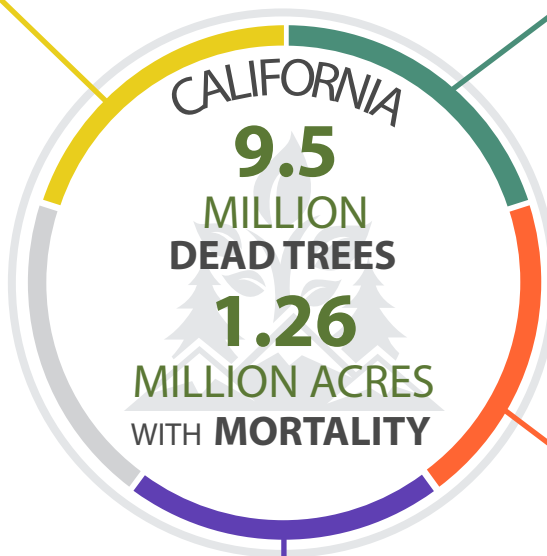 CALIFORNIA
9.5
MILLION
DEAD TREES
1.26
MILLION ACRES
WITH MORTALITY